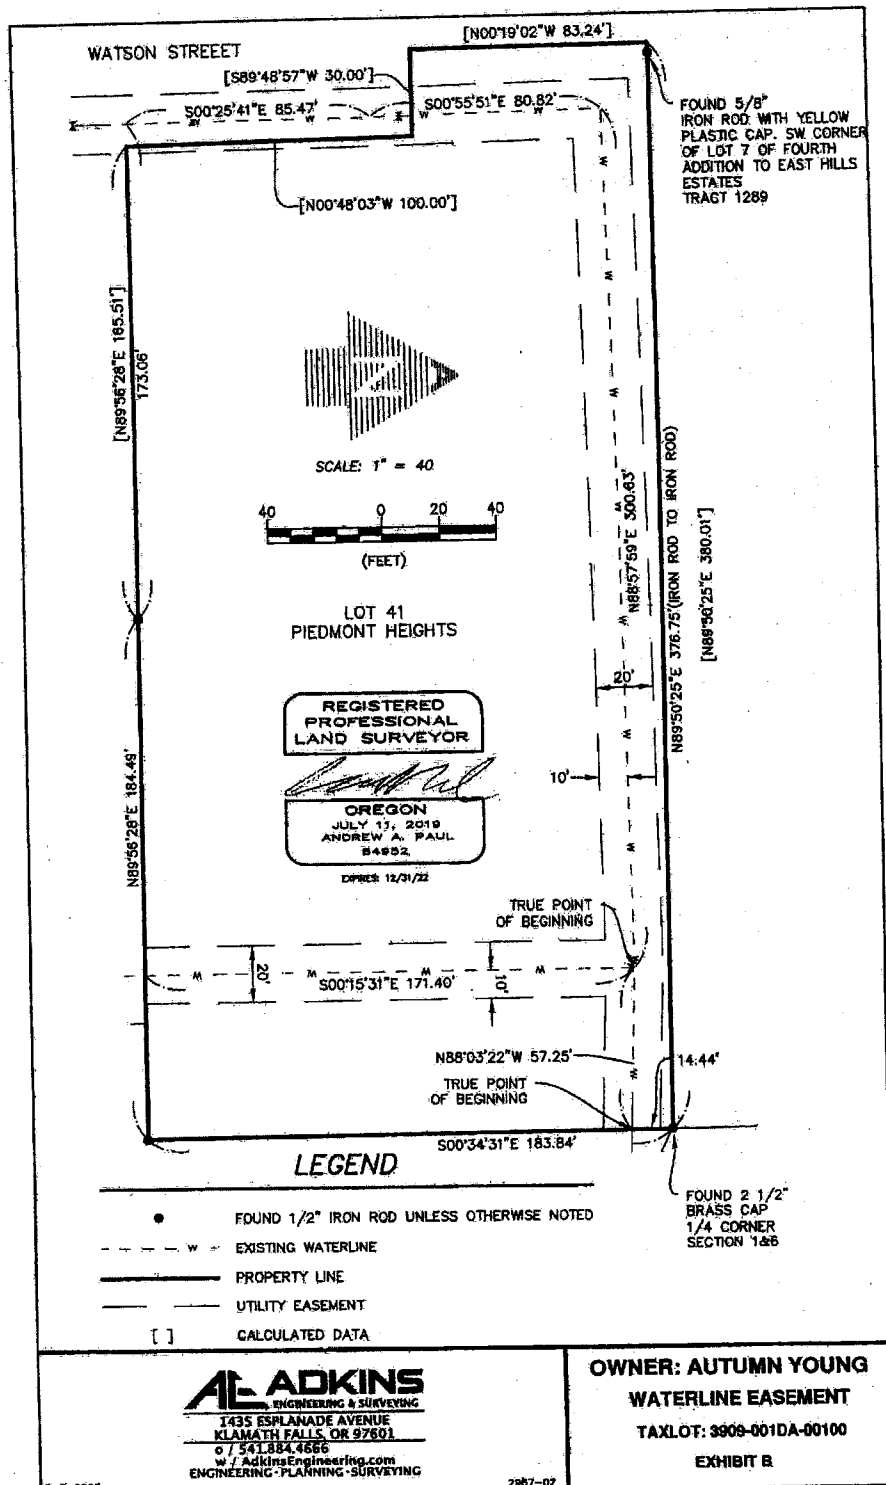 WATSON STREEET
[N00°19'02"W 83.24']
[S89°48'57"W 30.00']
S00°25'41"E 85.47'
S00°55'51"E 80.82'
[N00°48'03"W 100.00']
FOUND 5/8"
IRON ROD WITH YELLOW
PLASTIC CAP. SW CORNER
OF LOT 7 OF FOURTH
ADDITION TO EAST HILLS
ESTATES
TRACT 1289
[N89°56'28"E 185.51']
173.06'
N
SCALE: 1" = 40
40 0 20 40
(FEET)
LOT 41
PIEDMONT HEIGHTS
N88°57'59"E 300.63'
N89°50'25"E 376.75'(IRON ROD TO IRON ROD)
[N89°50'25"E 380.01']
20'
10'
REGISTERED
PROFESSIONAL
LAND SURVEYOR
OREGON
JULY 11, 2019
ANDREW A. PAUL
EXPIRES: 12/31/22
N89°56'28"E 184.49'
TRUE POINT
OF BEGINNING
20'
S00°15'31"E 171.40'
10'
N88°03'22"W 57.25'
14.44'
TRUE POINT
OF BEGINNING
S00°34'31"E 183.84'
LEGEND
FOUND 1/2" IRON ROD UNLESS OTHERWISE NOTED
W EXISTING WATERLINE
PROPERTY LINE
UTILITY EASEMENT
[ ] CALCULATED DATA
FOUND 2 1/2"
BRASS CAP
1/4 CORNER
SECTION 1&6
AE ADKINS
ENGINEERING & SURVEYING
1435 ESPLANADE AVENUE
KLAMATH FALLS, OR 97601
o / 541.884.4666
w / AdkinsEngineering.com
ENGINEERING·PLANNING·SURVEYING
2967-02
OWNER: AUTUMN YOUNG
WATERLINE EASEMENT
TAXLOT: 3909-001DA-00100
EXHIBIT B